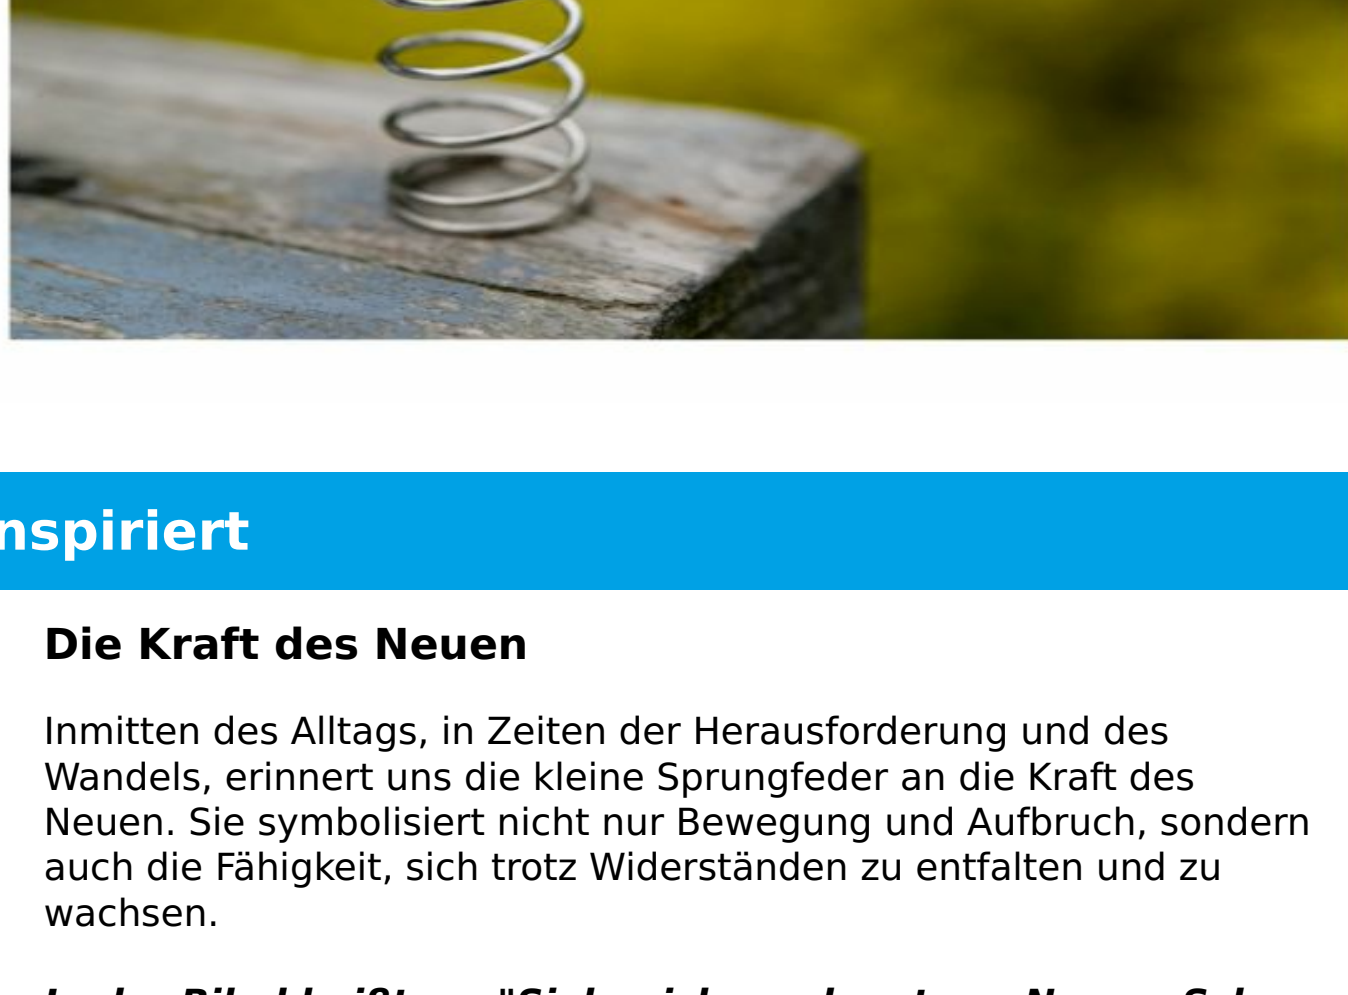 nspiriert
Die Kraft des Neuen
Inmitten des Alltags, in Zeiten der Herausforderung und des
Wandels, erinnert uns die kleine Sprungfeder an die Kraft des
Neuen. Sie symbolisiert nicht nur Bewegung und Aufbruch, sondern
auch die Fähigkeit, sich trotz Widerständen zu entfalten und zu
wachsen.